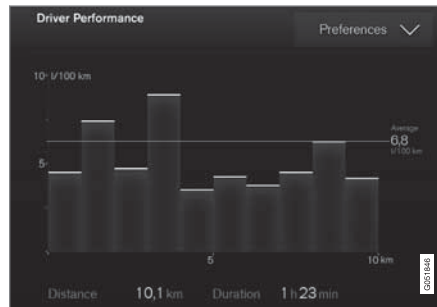 Driver Performance
Preferences
10 l/100 km
Average
6,8
l/100 km
5
5
10 km
Distance 10,1 km Duration 1 h 23 min
G051846